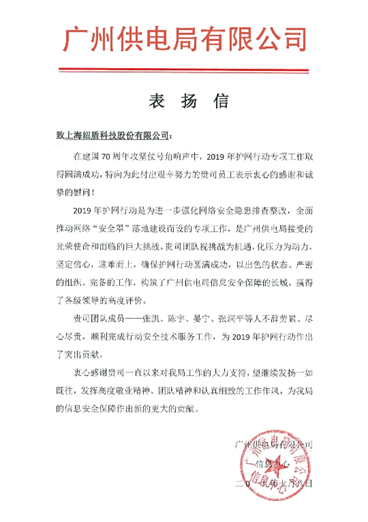 广州供电局有限公司
表 扬 信
致上海纽盾科技股份有限公司：
在建国 70 周年攻坚仗号角响声中，2019 年护网行动专项工作取
得圆满成功，特向为此付出艰辛努力的贵司员工表示衷心的感谢和诚
挚的慰问！
2019 年护网行动是为进一步强化网络安全隐患排查整改，全面
推动网络“安全罩”落地建设而设的专项工作，是广州供电局接受的
光荣使命和面临的巨大挑战。贵司团队视挑战为机遇，化压力为动力，
坚定信心，迎难而上，确保护网行动圆满成功，以出色的状态、严密
的组织、完备的工作，构筑了广州供电局信息安全保障的长城，赢得
了各级领导的高度评价。
贵司团队成员——张凯、陈宇、晏宁、张润平等人不辞劳累、尽
心尽责，顺利完成行动安全技术服务工作，为 2019 年护网行动作出
了突出贡献。
衷心感谢贵司一直以来对我局工作的大力支持，望继续发扬一如
既往，发挥高度敬业精神、团队精神和认真细致的工作作风，为我局
的信息安全保障作出新的更大的贡献。
广州供电局有限公司
信息中心
二〇一九年七月八日